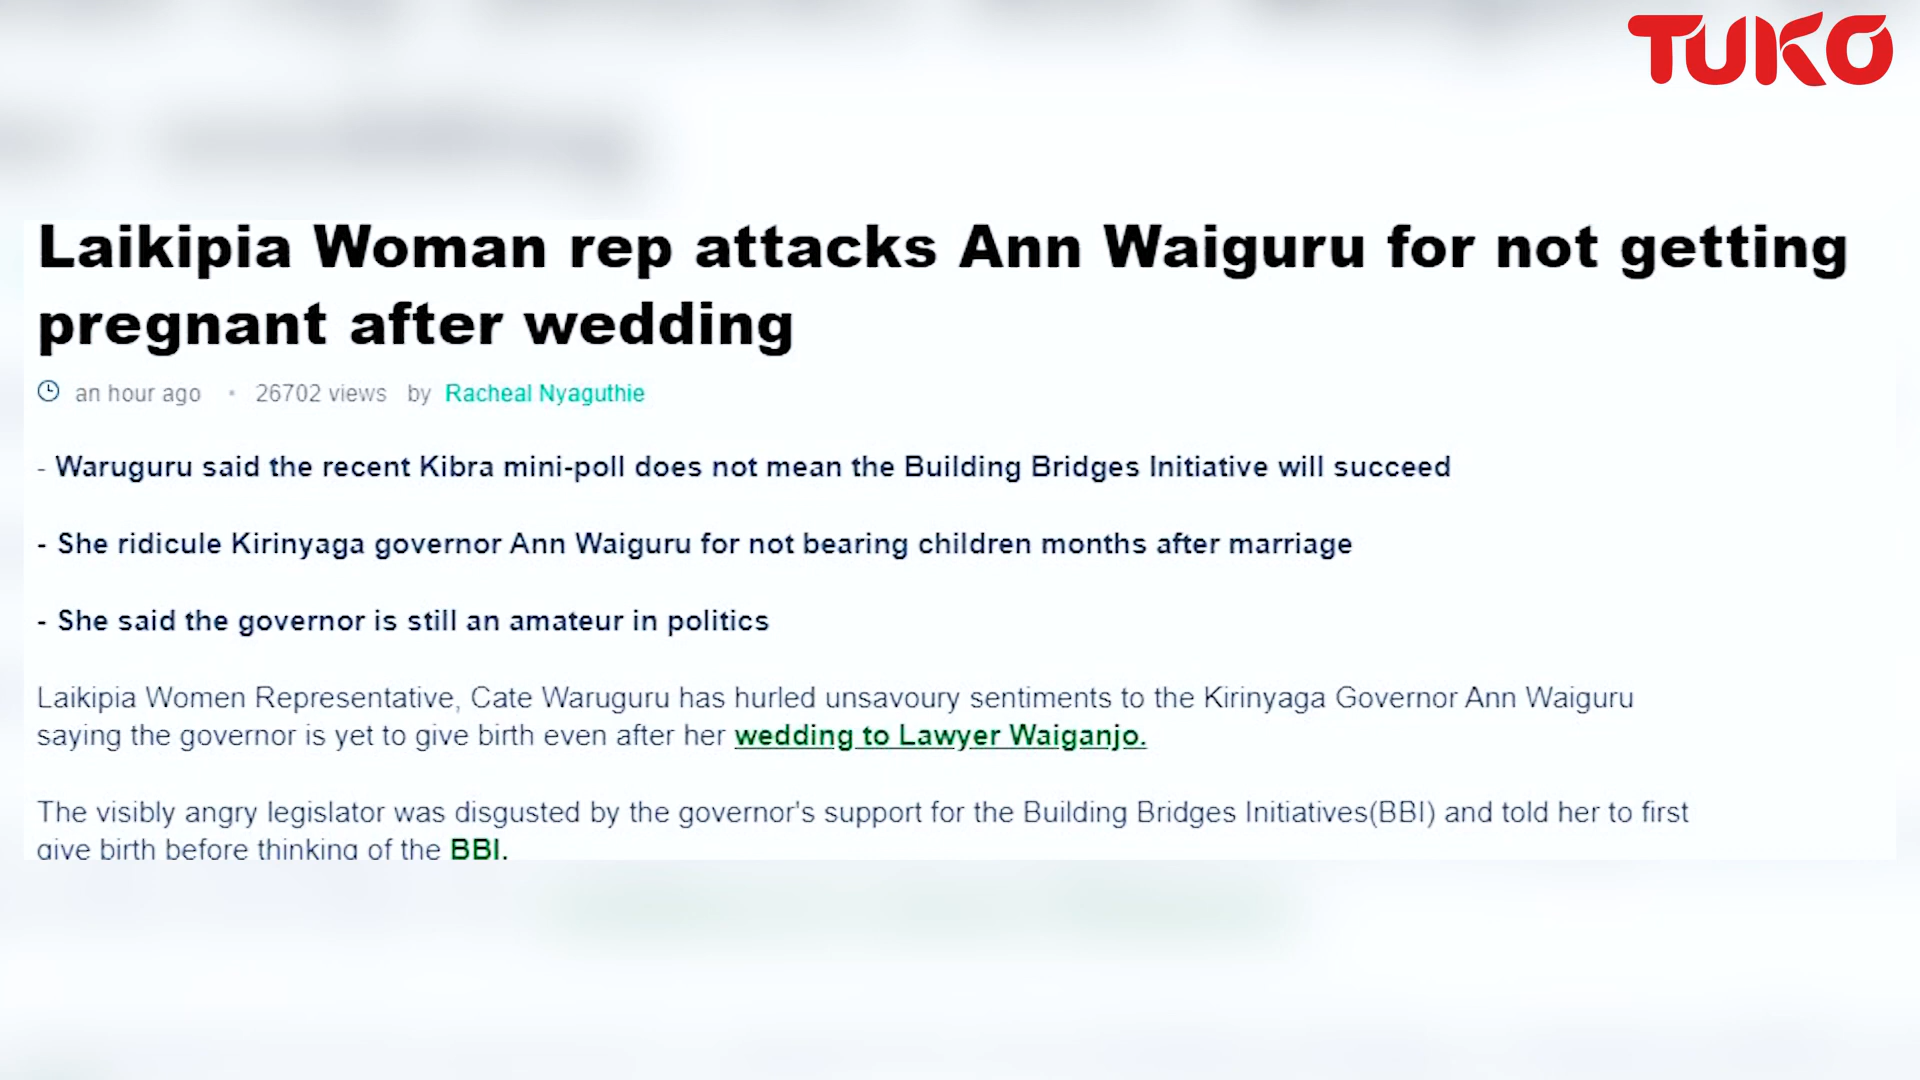 TUKO
Laikipia Woman rep attacks Ann Waiguru for not getting
pregnant after wedding
an hour ago • 26702 views by Racheal Nyaguthie
- Waruguru said the recent Kibra mini-poll does not mean the Building Bridges Initiative will succeed
- She ridicule Kirinyaga governor Ann Waiguru for not bearing children months after marriage
- She said the governor is still an amateur in politics
Laikipia Women Representative, Cate Waruguru has hurled unsavoury sentiments to the Kirinyaga Governor Ann Waiguru
saying the governor is yet to give birth even after her wedding to Lawyer Waiganjo.
The visibly angry legislator was disgusted by the governor's support for the Building Bridges Initiatives(BBI) and told her to first
give birth before thinking of the BBI.